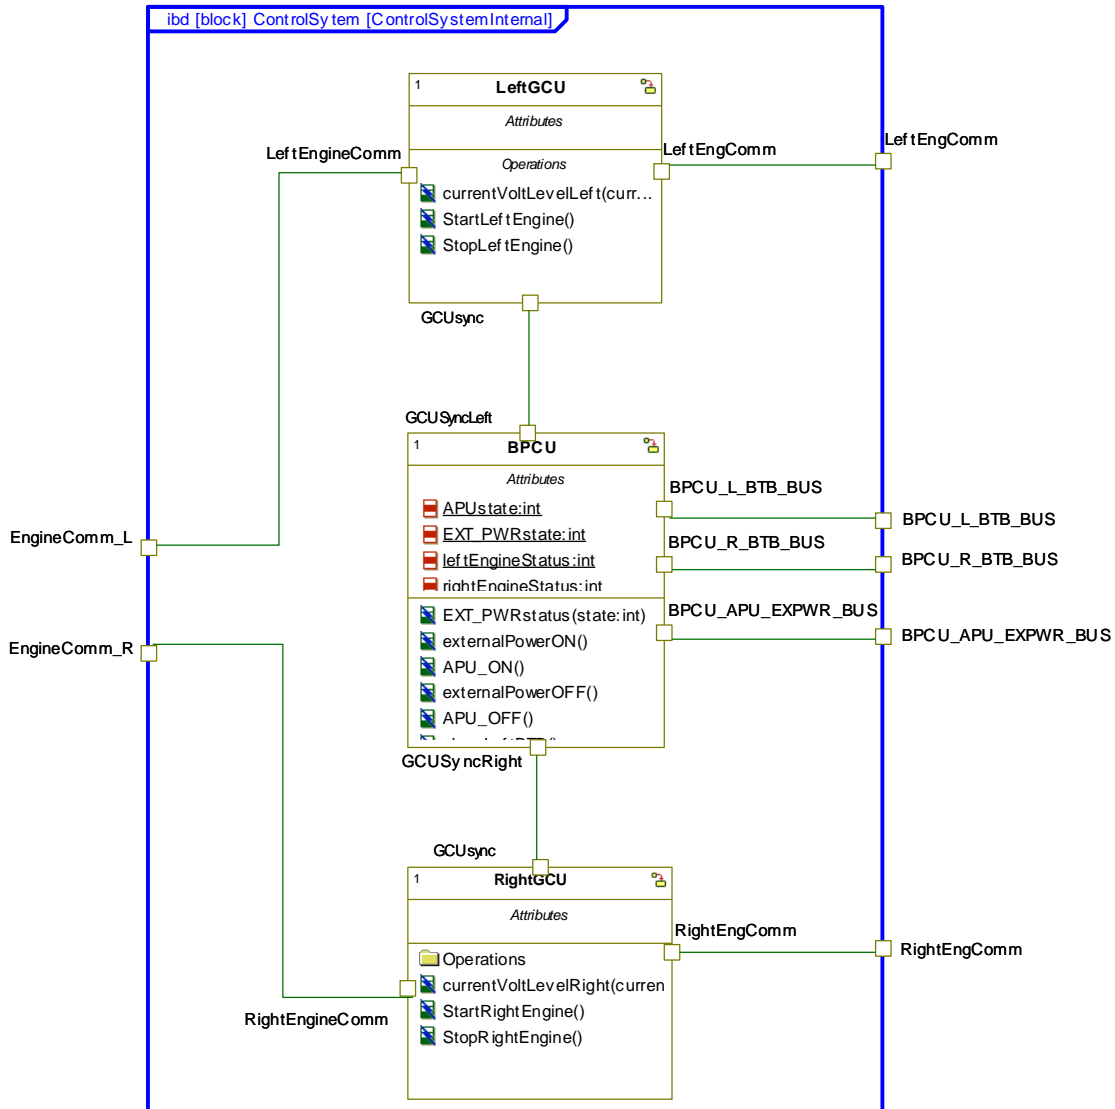 ibd [block] ControlSytem [ControlSystemInternal]
1
LeftGCU
Attributes
LeftEngineComm
LeftEngComm
LeftEngComm
Operations
currentVoltLevelLeft(curr...
StartLeftEngine()
StopLeftEngine()
GCUsync
GCUSyncLeft
1
BPCU
Attributes
APUstate:int
EXT_PWRstate:int
leftEngineStatus:int
rightEngineStatus:int
BPCU_L_BTB_BUS
BPCU_L_BTB_BUS
BPCU_R_BTB_BUS
BPCU_R_BTB_BUS
EngineComm_L
EXT_PWRstatus(state:int)
externalPowerON()
APU_ON()
externalPowerOFF()
APU_OFF()
BPCU_APU_EXPWR_BUS
BPCU_APU_EXPWR_BUS
EngineComm_R
GCUSyncRight
GCUsync
1
RightGCU
Attributes
RightEngComm
RightEngComm
Operations
currentVoltLevelRight(curren
StartRightEngine()
StopRightEngine()
RightEngineComm